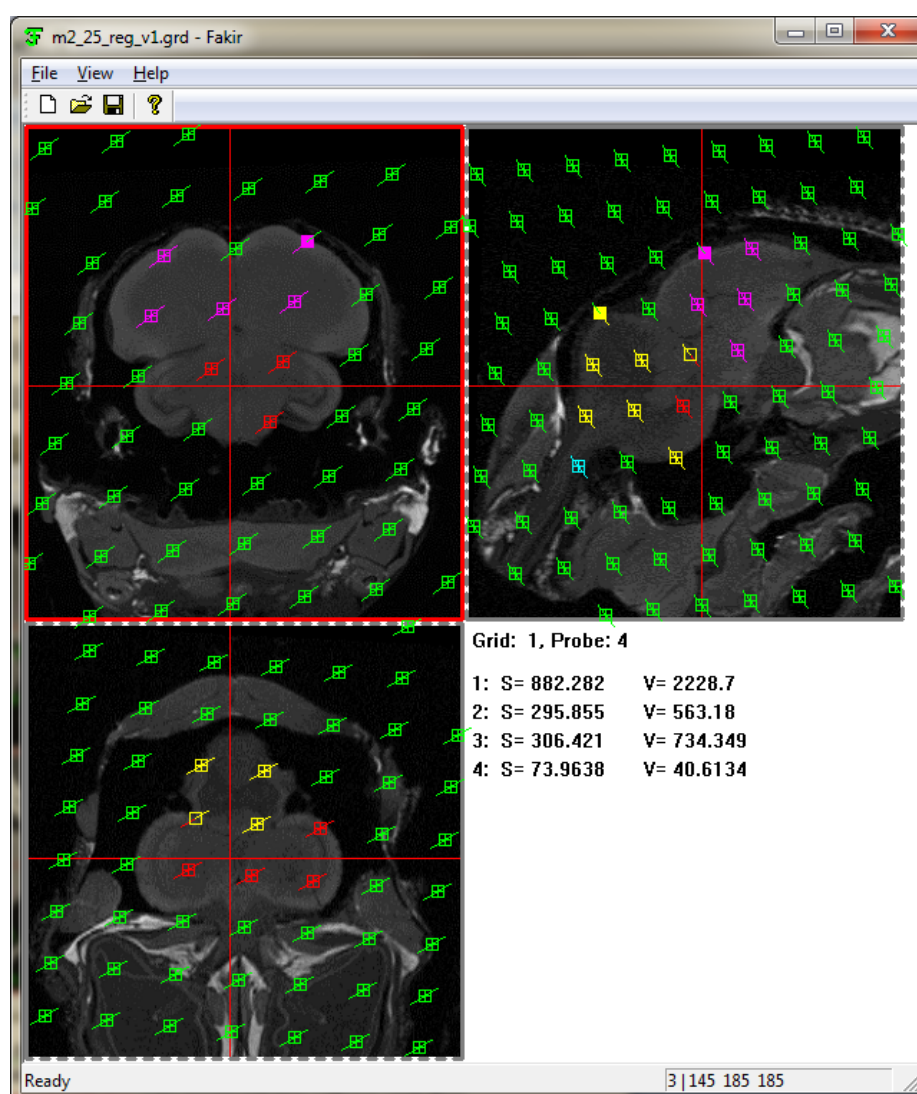 m2_25_reg_v1.grd - Fakir
File View Help
Grid: 1, Probe: 4
1: S= 882.282 V= 2228.7
2: S= 295.855 V= 563.18
3: S= 306.421 V= 734.349
4: S= 73.9638 V= 40.6134
Ready 3|145 185 185